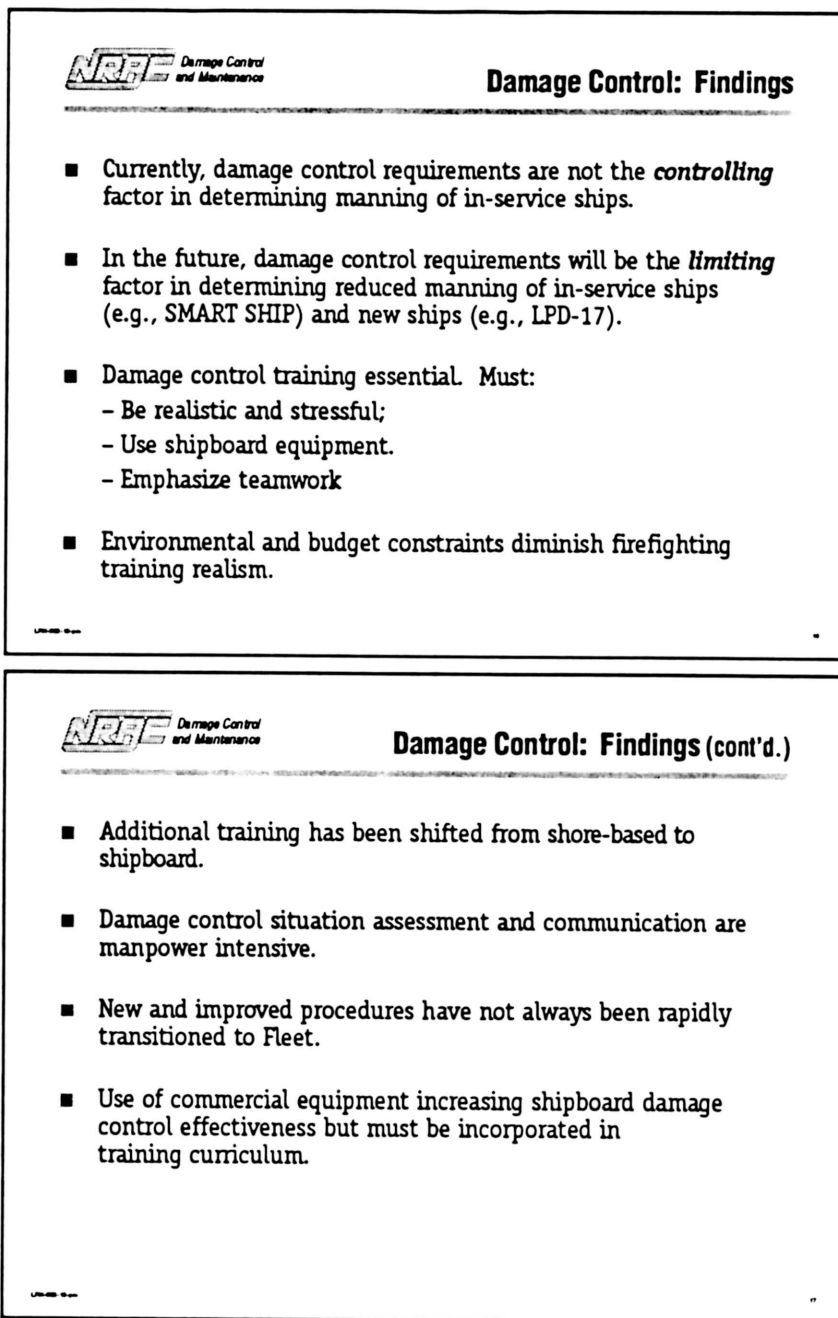 NRAC Damage Control
and Maintenance
Damage Control: Findings
■ Currently, damage control requirements are not the controlling
factor in determining manning of in-service ships.
■ In the future, damage control requirements will be the limiting
factor in determining reduced manning of in-service ships
(e.g., SMART SHIP) and new ships (e.g., LPD-17).
■ Damage control training essential. Must:
– Be realistic and stressful;
– Use shipboard equipment.
– Emphasize teamwork
■ Environmental and budget constraints diminish firefighting
training realism.
NRAC Damage Control
and Maintenance
Damage Control: Findings (cont'd.)
■ Additional training has been shifted from shore-based to
shipboard.
■ Damage control situation assessment and communication are
manpower intensive.
■ New and improved procedures have not always been rapidly
transitioned to Fleet.
■ Use of commercial equipment increasing shipboard damage
control effectiveness but must be incorporated in
training curriculum.